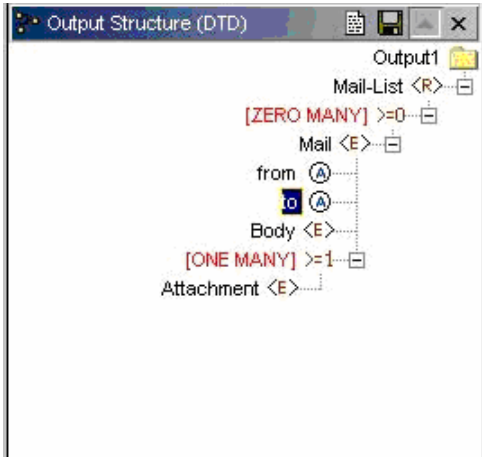 Output Structure (DTD)
Output1
Mail-List <R>
[ZERO MANY] >=0
Mail <E>
from A
to A
Body <E>
[ONE MANY] >=1
Attachment <E>